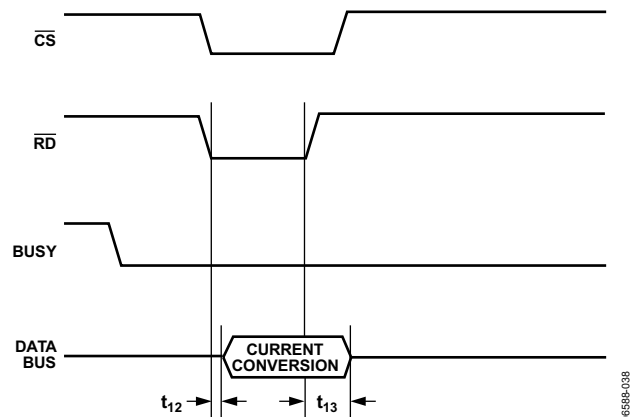 CS
RD
BUSY
DATA
BUS
CURRENT
CONVERSION
t12
t13
6588-038